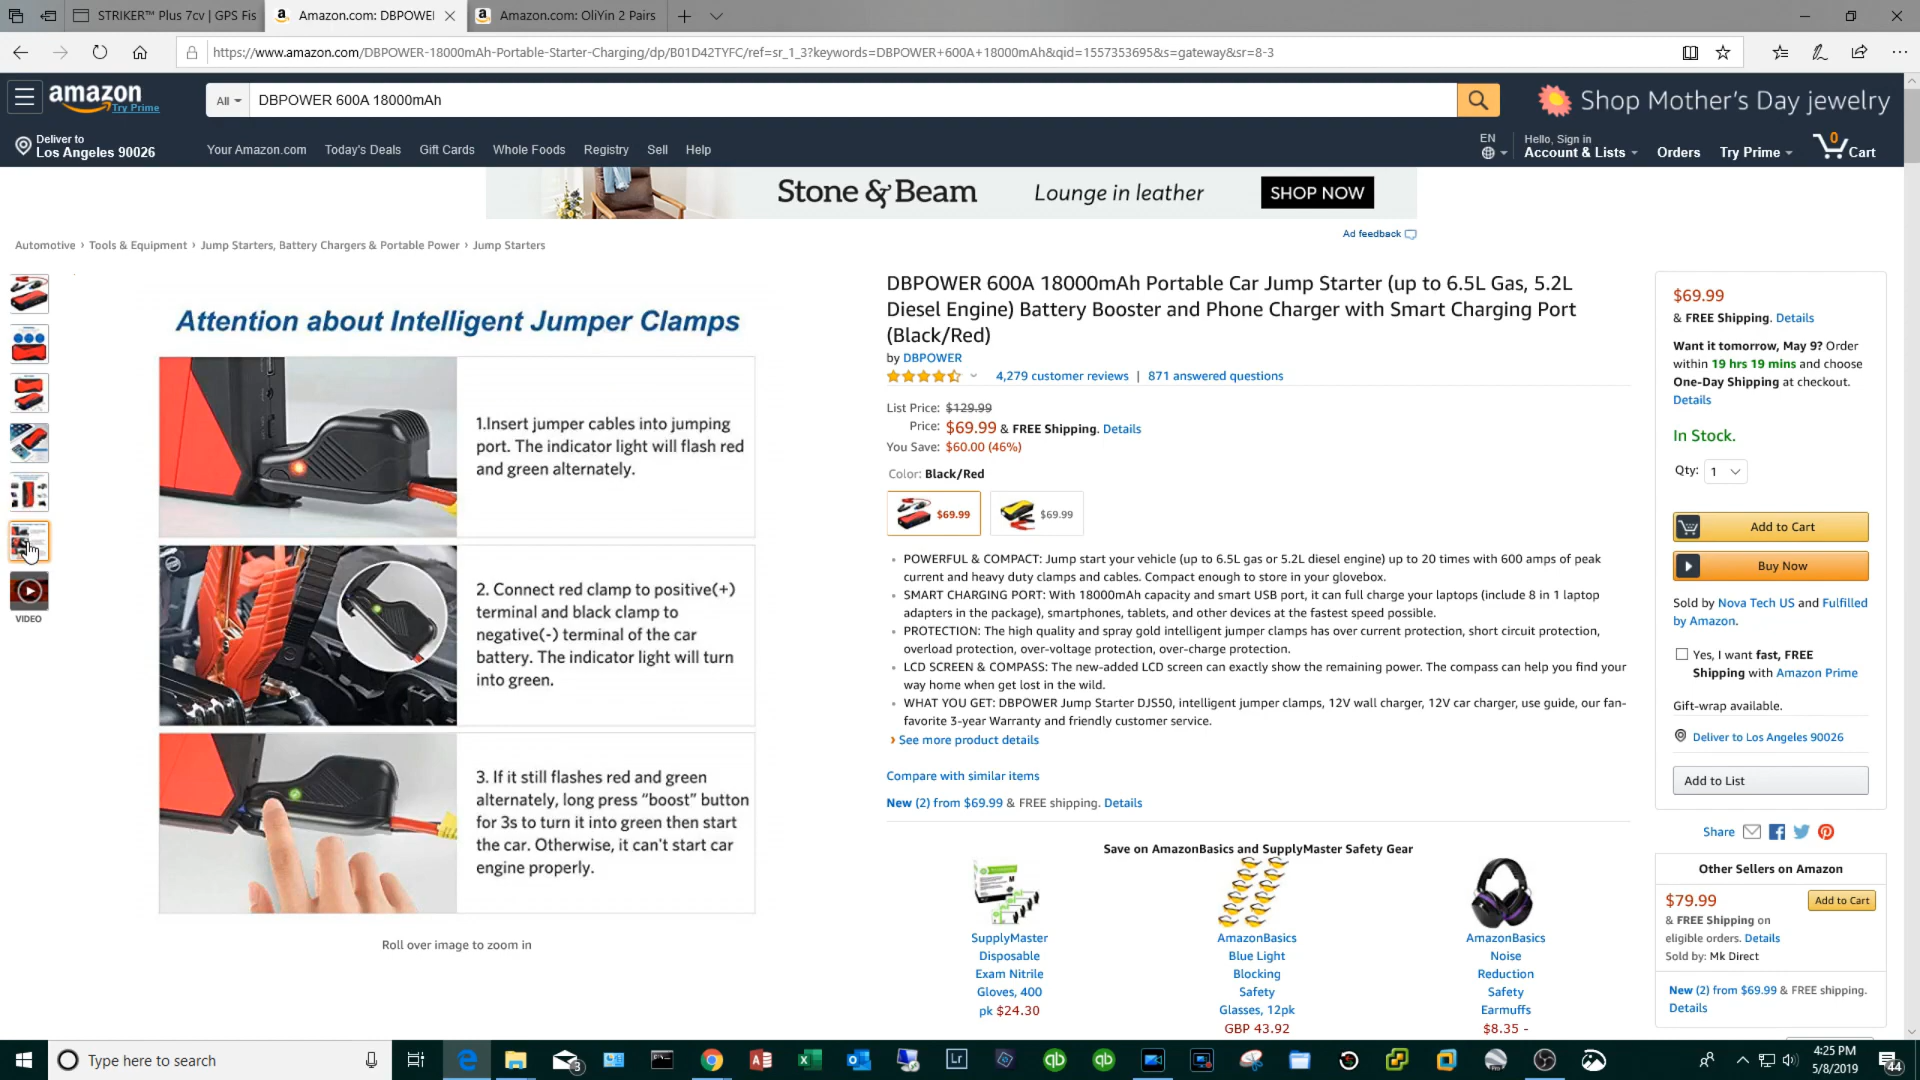 STRIKER™ Plus 7cv | GPS Fis
Amazon.com: DBPOWEI
Amazon.com: OliYin 2 Pairs
https://www.amazon.com/DBPOWER-18000mAh-Portable-Starter-Charging/dp/B01D42TYFC/ref=sr_1_3?keywords=DBPOWER+600A+18000mAh&qid=1557353695&s=gateway&sr=8-3
amazon
Try Prime
All
DBPOWER 600A 18000mAh
Shop Mother's Day jewelry
Deliver to
Los Angeles 90026
Your Amazon.com Today's Deals Gift Cards Whole Foods Registry Sell Help
EN
Hello, Sign in
Account & Lists
Orders
Try Prime
0
Cart
Stone & Beam Lounge in leather SHOP NOW
Ad feedback
Automotive › Tools & Equipment › Jump Starters, Battery Chargers & Portable Power › Jump Starters
VIDEO
Attention about Intelligent Jumper Clamps
1.Insert jumper cables into jumping
port. The indicator light will flash red
and green alternately.
2. Connect red clamp to positive(+)
terminal and black clamp to
negative(-) terminal of the car
battery. The indicator light will turn
into green.
3. If it still flashes red and green
alternately, long press “boost” button
for 3s to turn it into green then start
the car. Otherwise, it can't start car
engine properly.
Roll over image to zoom in
DBPOWER 600A 18000mAh Portable Car Jump Starter (up to 6.5L Gas, 5.2L
Diesel Engine) Battery Booster and Phone Charger with Smart Charging Port
(Black/Red)
by DBPOWER
4,279 customer reviews | 871 answered questions
List Price: $129.99
Price: $69.99 & FREE Shipping. Details
You Save: $60.00 (46%)
Color: Black/Red
$69.99
$69.99
• POWERFUL & COMPACT: Jump start your vehicle (up to 6.5L gas or 5.2L diesel engine) up to 20 times with 600 amps of peak
current and heavy duty clamps and cables. Compact enough to store in your glovebox.
• SMART CHARGING PORT: With 18000mAh capacity and smart USB port, it can full charge your laptops (include 8 in 1 laptop
adapters in the package), smartphones, tablets, and other devices at the fastest speed possible.
• PROTECTION: The high quality and spray gold intelligent jumper clamps has over current protection, short circuit protection,
overload protection, over-voltage protection, over-charge protection.
• LCD SCREEN & COMPASS: The new-added LCD screen can exactly show the remaining power. The compass can help you find your
way home when get lost in the wild.
• WHAT YOU GET: DBPOWER Jump Starter DJS50, intelligent jumper clamps, 12V wall charger, 12V car charger, use guide, our fan-
favorite 3-year Warranty and friendly customer service.
› See more product details
Compare with similar items
New (2) from $69.99 & FREE shipping. Details
Save on AmazonBasics and SupplyMaster Safety Gear
SupplyMaster
Disposable
Exam Nitrile
Gloves, 400
pk $24.30
AmazonBasics
Blue Light
Blocking
Safety
Glasses, 12pk
GBP 43.92
AmazonBasics
Noise
Reduction
Safety
Earmuffs
$8.35 -
$69.99
& FREE Shipping. Details
Want it tomorrow, May 9? Order
within 19 hrs 19 mins and choose
One-Day Shipping at checkout.
Details
In Stock.
Qty: 1
Add to Cart
Buy Now
Sold by Nova Tech US and Fulfilled
by Amazon.
Yes, I want fast, FREE
Shipping with Amazon Prime
Gift-wrap available.
Deliver to Los Angeles 90026
Add to List
Share
Other Sellers on Amazon
$79.99
Add to Cart
& FREE Shipping on
eligible orders. Details
Sold by: Mk Direct
New (2) from $69.99 & FREE shipping.
Details
Type here to search
3
Lr
4:25 PM
5/8/2019
44